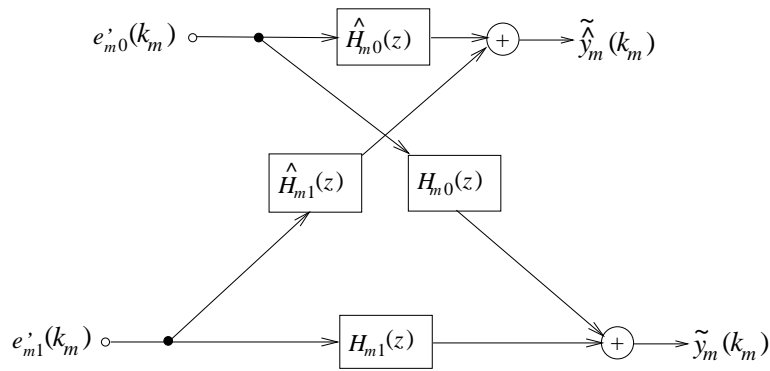 e'ₘ₀(kₘ)
Ĥₘ₀(z)
+
ỹ̂ₘ(kₘ)
Ĥₘ₁(z)
Hₘ₀(z)
e'ₘ₁(kₘ)
Hₘ₁(z)
+
ỹₘ(kₘ)